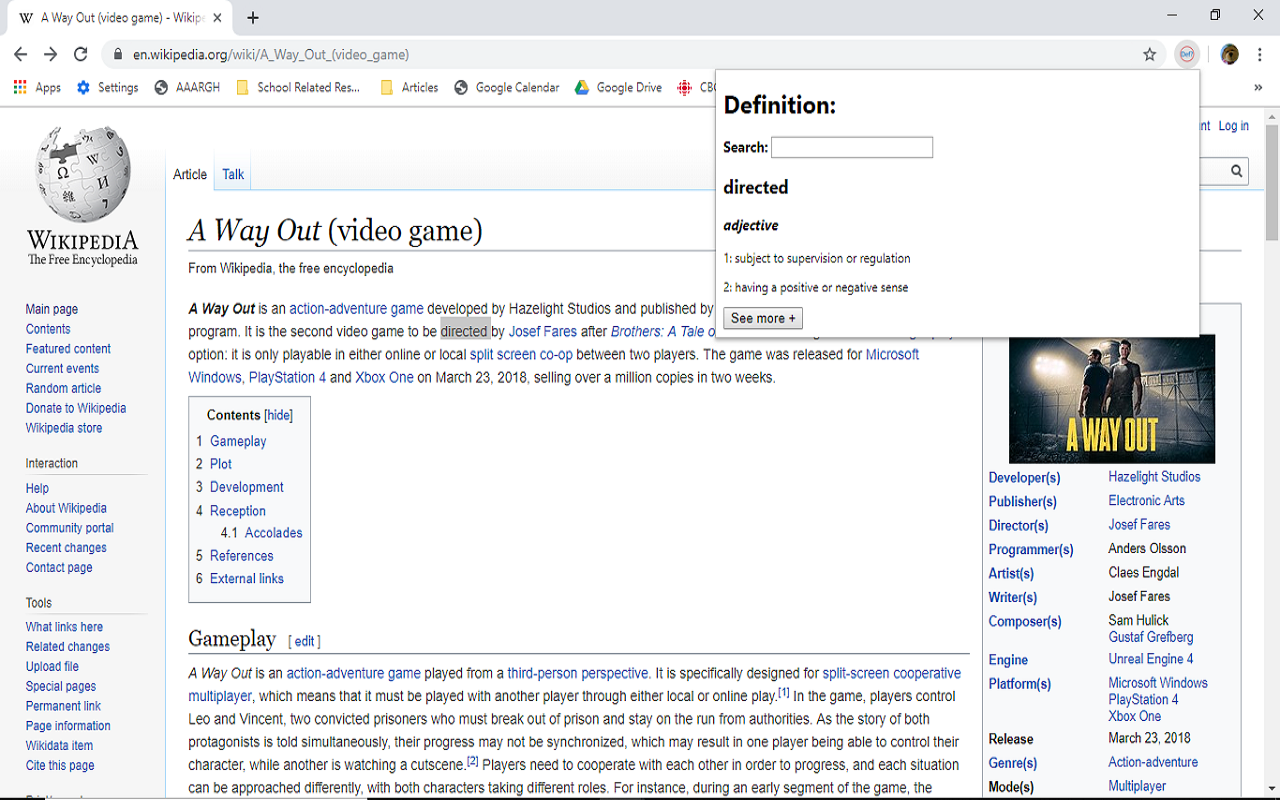 A Way Out (video game) - Wikip
en.wikipedia.org/wiki/A_Way_Out_(video_game)
Def?
Apps Settings AAARGH School Related Res... Articles Google Calendar Google Drive CBC »
Definition:
Search:
directed
adjective
1: subject to supervision or regulation
2: having a positive or negative sense
See more +
nt Log in
WIKIPEDIA
The Free Encyclopedia
Main page
Contents
Featured content
Current events
Random article
Donate to Wikipedia
Wikipedia store
Interaction
Help
About Wikipedia
Community portal
Recent changes
Contact page
Tools
What links here
Related changes
Upload file
Special pages
Permanent link
Page information
Wikidata item
Cite this page
Article Talk
A Way Out (video game)
From Wikipedia, the free encyclopedia
A Way Out is an action-adventure game developed by Hazelight Studios and published by
program. It is the second video game to be directed by Josef Fares after Brothers: A Tale o
option: it is only playable in either online or local split screen co-op between two players. The game was released for Microsoft
Windows, PlayStation 4 and Xbox One on March 23, 2018, selling over a million copies in two weeks.
Contents [hide]
1 Gameplay
2 Plot
3 Development
4 Reception
4.1 Accolades
5 References
6 External links
Gameplay [ edit ]
A Way Out is an action-adventure game played from a third-person perspective. It is specifically designed for split-screen cooperative
multiplayer, which means that it must be played with another player through either local or online play.[1] In the game, players control
Leo and Vincent, two convicted prisoners who must break out of prison and stay on the run from authorities. As the story of both
protagonists is told simultaneously, their progress may not be synchronized, which may result in one player being able to control their
character, while another is watching a cutscene.[2] Players need to cooperate with each other in order to progress, and each situation
can be approached differently, with both characters taking different roles. For instance, during an early segment of the game, the
A WAY OUT
Developer(s) Hazelight Studios
Publisher(s) Electronic Arts
Director(s) Josef Fares
Programmer(s) Anders Olsson
Artist(s) Claes Engdal
Writer(s) Josef Fares
Composer(s) Sam Hulick
Gustaf Grefberg
Engine Unreal Engine 4
Platform(s) Microsoft Windows
PlayStation 4
Xbox One
Release March 23, 2018
Genre(s) Action-adventure
Mode(s) Multiplayer